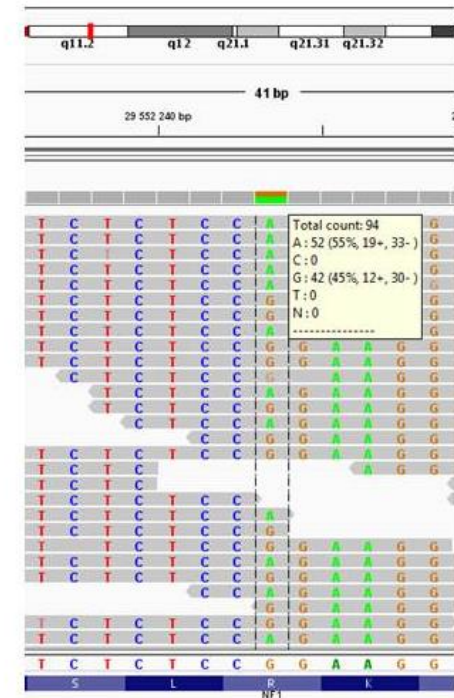 q11.2 q12 q21.1 q21.31 q21.32
41 bp
29 552 240 bp
Total count: 94
A : 52 (55%, 19+, 33- )
C : 0
G : 42 (45%, 12+, 30- )
T : 0
N : 0
---------------
T C T C T C C A G
T C T C T C C A G
T C T C T C C A G
T C T C T C C A G
T C T C T C C A G
T C T C T C C G G
T C T C T C C G G
T C T C T C C A G
T C T C T C C G G A A G G
T C T C T C C G G A A G G
C T C T C C A A G G
T C T C C A G A A G G
T C T C C G G A A G G
C T C C A G A A G G
C C G G A A G G
T C T C T C C G G A A G G
T C T A G G
T C T
T C T C T C C
T C T C T C C A
T C T C T C C G
T T C T C C G G A A G G
T C T C T C C A G A A G G
T C T C T C C G G A A G G
C C A G A A G G
G G A A G G
T C T C T C C G G A A G G
T C T C T C C A G A A G G
T C T C T C C G G A A G G
S L R K
NF1